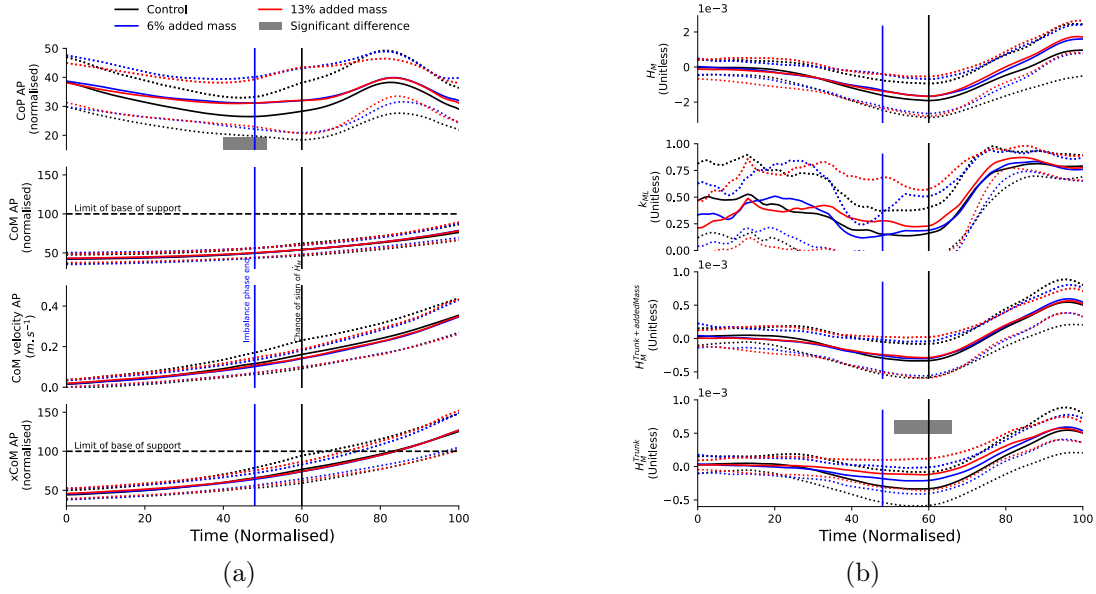 Control
6% added mass
13% added mass
Significant difference
CoP AP
(normalised)
50
40
30
20
CoM AP
(normalised)
Limit of base of support
100
50
CoM velocity AP
(m.s⁻¹)
0.4
0.2
0.0
Imbalance phase end
Change of sign of Ḣ_M
xCoM AP
(normalised)
Limit of base of support
150
100
50
0
20
40
60
80
100
Time (Normalised)
(a)
1e−3
H_M
(Unitless)
2
0
−2
k_ML
(Unitless)
1.00
0.75
0.50
0.25
0.00
1e−3
H_M^{Trunk + addedMass}
(Unitless)
1.0
0.5
0.0
−0.5
1e−3
H_M^{Trunk}
(Unitless)
1.0
0.5
0.0
−0.5
0
20
40
60
80
100
Time (Normalised)
(b)